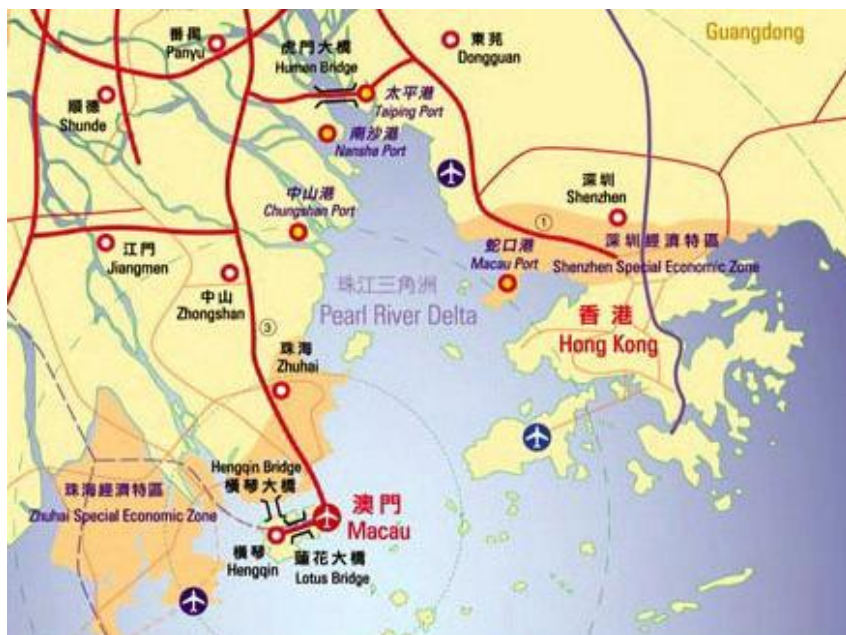 番禺
Panyu
虎門大橋
Humen Bridge
東莞
Dongguan
Guangdong
順德
Shunde
太平港
Taiping Port
南沙港
Nansha Port
中山港
Chungshan Port
深圳
Shenzhen
1
江門
Jiangmen
蛇口港
Macau Port
深圳經濟特區
Shenzhen Special Economic Zone
中山
Zhongshan
珠江三角洲
Pearl River Delta
香港
Hong Kong
3
珠海
Zhuhai
Hengqin Bridge
橫琴大橋
珠海經濟特區
Zhuhai Special Economic Zone
澳門
Macau
橫琴
Hengqin
蓮花大橋
Lotus Bridge